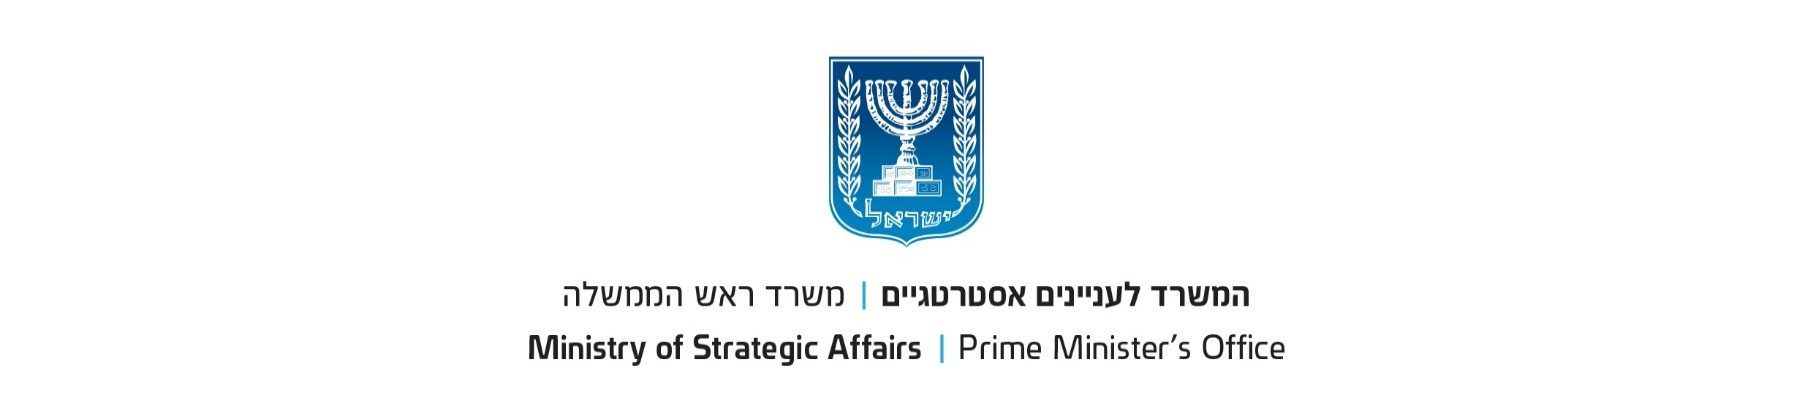 ישראל
המשרד לעניינים אסטרטגיים | משרד ראש הממשלה
Ministry of Strategic Affairs | Prime Minister's Office